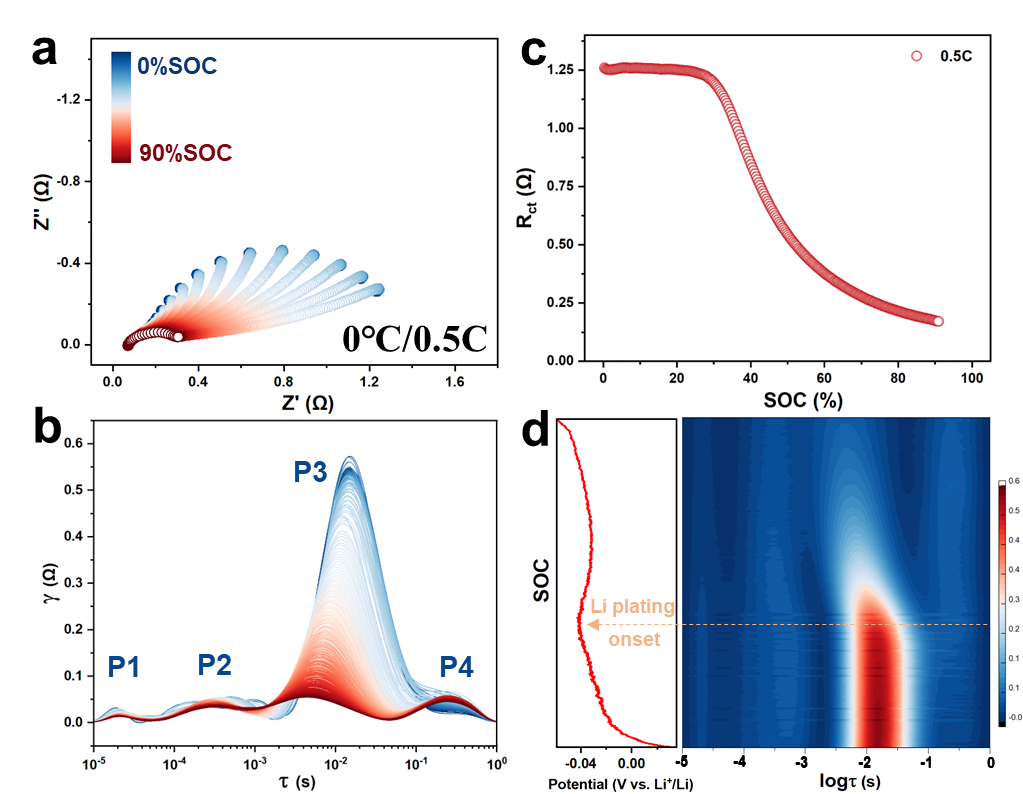 a
0%SOC
90%SOC
-1.2
-0.8
-0.4
0.0
Z'' (Ω)
0.0
0.4
0.8
1.2
1.6
Z' (Ω)
0℃/0.5C
c
0.5C
1.25
1.00
0.75
0.50
0.25
0.00
Rct (Ω)
0
20
40
60
80
100
SOC (%)
b
0.6
0.5
0.4
0.3
0.2
0.1
0.0
γ (Ω)
P1
P2
P3
P4
10-5
10-4
10-3
10-2
10-1
100
τ (s)
d
SOC
Li plating
onset
-0.04
0.00
Potential (V vs. Li+/Li)
-5
-4
-3
-2
-1
0
logτ (s)
0.6
0.5
0.4
0.4
0.3
0.2
0.1
0.1
-0.0